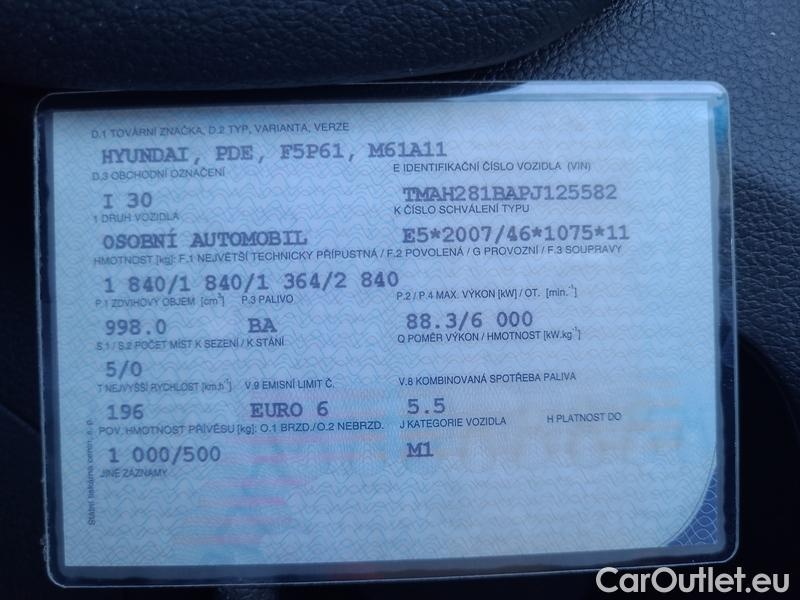 D.1 TOVÁRNÍ ZNAČKA, D.2 TYP, VARIANTA, VERZE
HYUNDAI, PDE, F5P61, M61A11
D.3 OBCHODNÍ OZNAČENÍ E IDENTIFIKAČNÍ ČÍSLO VOZIDLA (VIN)
I 30 TMAH281BAPJ125582
1 DRUH VOZIDLA K ČÍSLO SCHVÁLENÍ TYPU
OSOBNÍ AUTOMOBIL E5*2007/46*1075*11
HMOTNOST [kg]: F.1 NEJVĚTŠÍ TECHNICKY PŘÍPUSTNÁ / F.2 POVOLENÁ / G PROVOZNÍ / F.3 SOUPRAVY
1 840/1 840/1 364/2 840
P.1 ZDVIHOVÝ OBJEM [cm³] P.3 PALIVO P.2 / P.4 MAX. VÝKON [kW] / OT. [min.⁻¹]
998.0 BA 88.3/6 000
S.1 / S.2 POČET MÍST K SEZENÍ / K STÁNÍ Q POMĚR VÝKON / HMOTNOST [kW.kg⁻¹]
5/0
T NEJVYŠŠÍ RYCHLOST [km.h⁻¹] V.9 EMISNÍ LIMIT Č. V.8 KOMBINOVANÁ SPOTŘEBA PALIVA
196 EURO 6 5.5
POV. HMOTNOST PŘÍVĚSU [kg]: O.1 BRZD./O.2 NEBRZD. J KATEGORIE VOZIDLA H PLATNOST DO
1 000/500 M1
JINÉ ZÁZNAMY
Státní tiskárna cenin, s. p.
CarOutlet.eu